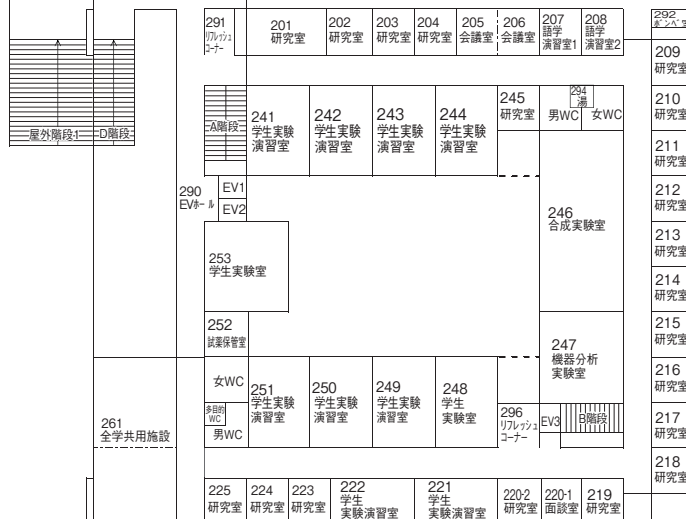 291
リフレッシュ
コーナー
201
研究室
202
研究室
203
研究室
204
研究室
205
会議室
206
会議室
207
語学
演習室1
208
語学
演習室2
292
ボンベ室
209
研究室
屋外階段1
D階段
A階段
241
学生実験
演習室
242
学生実験
演習室
243
学生実験
演習室
244
学生実験
演習室
245
研究室
294
湯
男WC
女WC
210
研究室
211
研究室
290
EVホール
EV1
EV2
212
研究室
246
合成実験室
213
研究室
253
学生実験室
214
研究室
252
試薬保管室
215
研究室
247
機器分析
実験室
216
研究室
女WC
多目的
WC
男WC
251
学生実験
演習室
250
学生実験
演習室
249
学生実験
演習室
248
学生
実験室
296
リフレッシュ
コーナー
EV3
B階段
217
研究室
261
全学共用施設
218
研究室
225
研究室
224
研究室
223
研究室
222
学生
実験演習室
221
学生
実験演習室
220-2
研究室
220-1
面談室
219
研究室